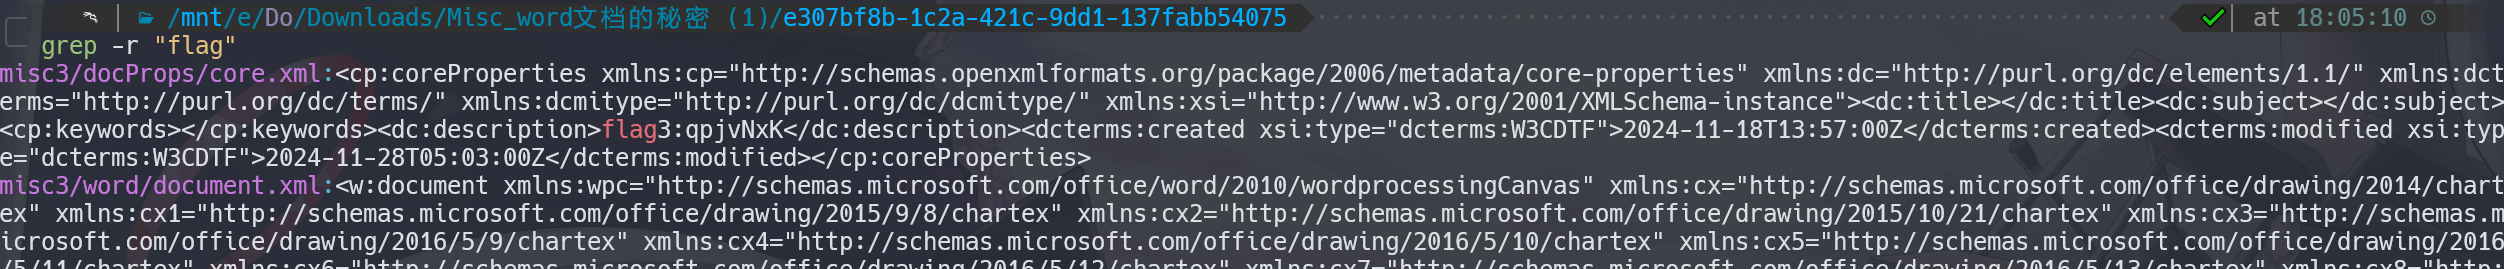 /mnt/e/Do/Downloads/Misc_word文档的秘密 (1)/e307bf8b-1c2a-421c-9dd1-137fabb54075 at 18:05:10
grep -r "flag"
misc3/docProps/core.xml:<cp:coreProperties xmlns:cp="http://schemas.openxmlformats.org/package/2006/metadata/core-properties" xmlns:dc="http://purl.org/dc/elements/1.1/" xmlns:dct
erms="http://purl.org/dc/terms/" xmlns:dcmitype="http://purl.org/dc/dcmitype/" xmlns:xsi="http://www.w3.org/2001/XMLSchema-instance"><dc:title></dc:title><dc:subject></dc:subject>
<cp:keywords></cp:keywords><dc:description>flag3:qpjvNxK</dc:description><dcterms:created xsi:type="dcterms:W3CDTF">2024-11-18T13:57:00Z</dcterms:created><dcterms:modified xsi:typ
e="dcterms:W3CDTF">2024-11-28T05:03:00Z</dcterms:modified></cp:coreProperties>
misc3/word/document.xml:<w:document xmlns:wpc="http://schemas.microsoft.com/office/word/2010/wordprocessingCanvas" xmlns:cx="http://schemas.microsoft.com/office/drawing/2014/chart
ex" xmlns:cx1="http://schemas.microsoft.com/office/drawing/2015/9/8/chartex" xmlns:cx2="http://schemas.microsoft.com/office/drawing/2015/10/21/chartex" xmlns:cx3="http://schemas.m
icrosoft.com/office/drawing/2016/5/9/chartex" xmlns:cx4="http://schemas.microsoft.com/office/drawing/2016/5/10/chartex" xmlns:cx5="http://schemas.microsoft.com/office/drawing/2016
/5/11/chartex" xmlns:cx6="http://schemas.microsoft.com/office/drawing/2016/5/12/chartex" xmlns:cx7="http://schemas.microsoft.com/office/drawing/2016/5/13/chartex" xmlns:cx8="http: